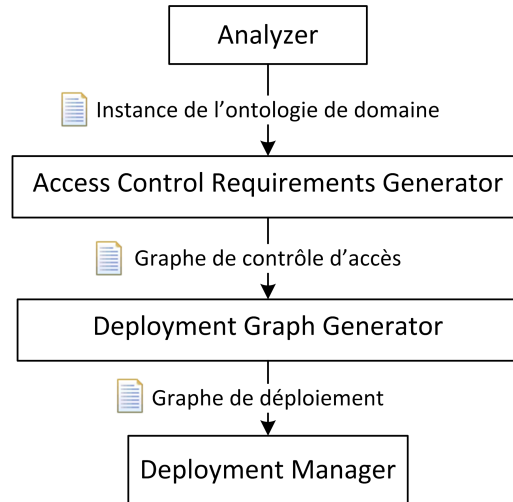 Analyzer
Instance de l’ontologie de domaine
Access Control Requirements Generator
Graphe de contrôle d’accès
Deployment Graph Generator
Graphe de déploiement
Deployment Manager